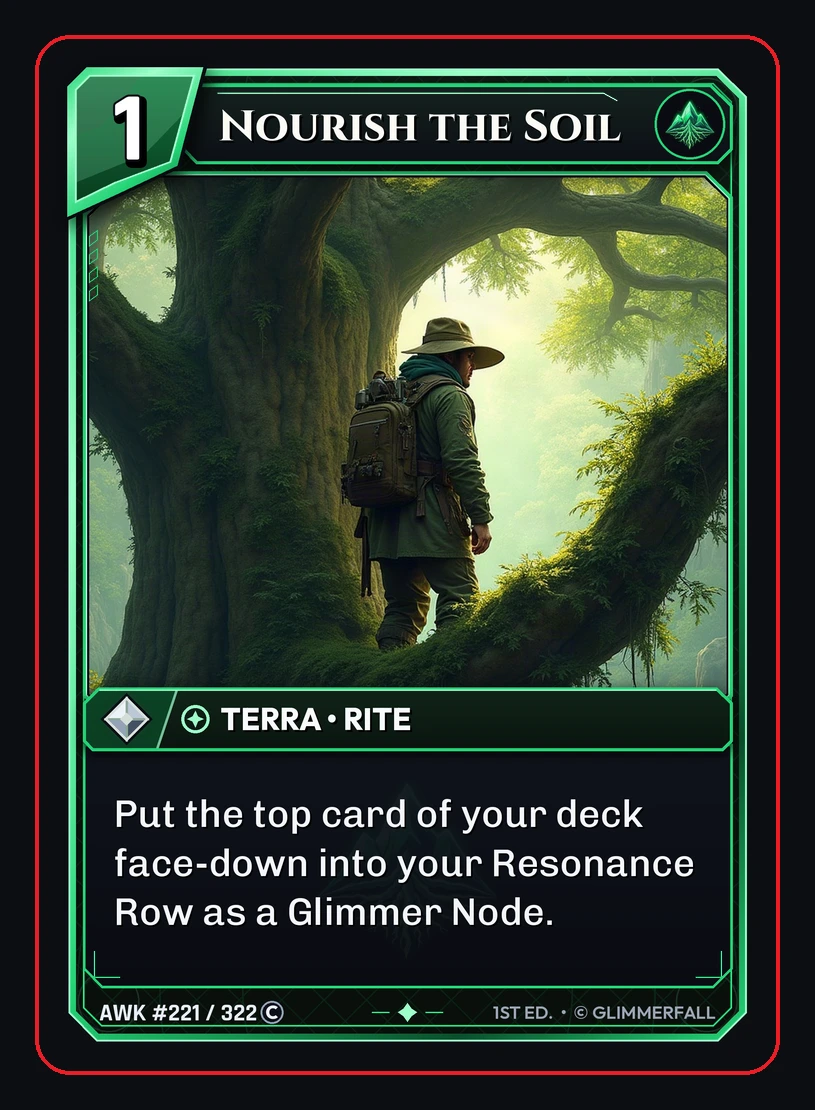 1
NOURISH THE SOIL
TERRA • RITE
Put the top card of your deck
face-down into your Resonance
Row as a Glimmer Node.
AWK #221 / 322 Ⓒ
1ST ED. • © GLIMMERFALL